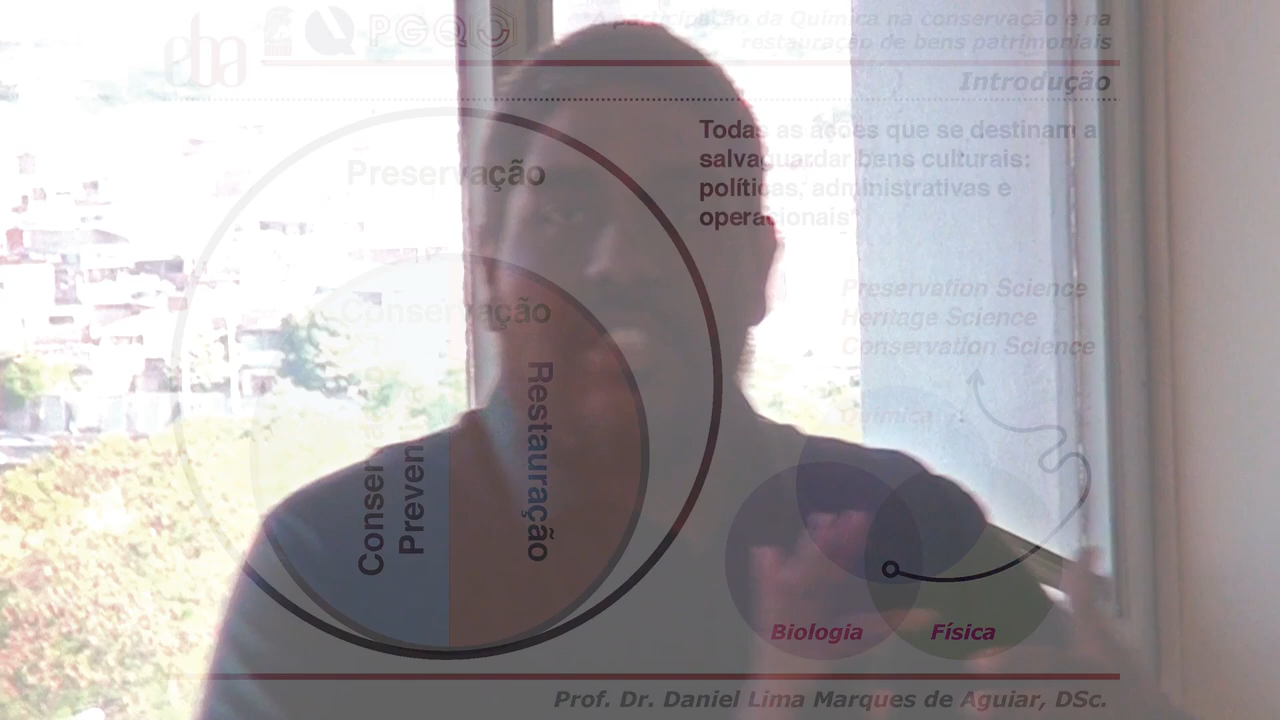 eba
PGQQ
A participação da Química na conservação e na
restauração de bens patrimoniais
Introdução
Todas as ações que se destinam a
salvaguardar bens culturais:
políticas, administrativas e
operacionais
Preservação
Conservação
Restauração
Preservation Science
Heritage Science
Conservation Science
Química
Biologia
Física
Prof. Dr. Daniel Lima Marques de Aguiar, DSc.